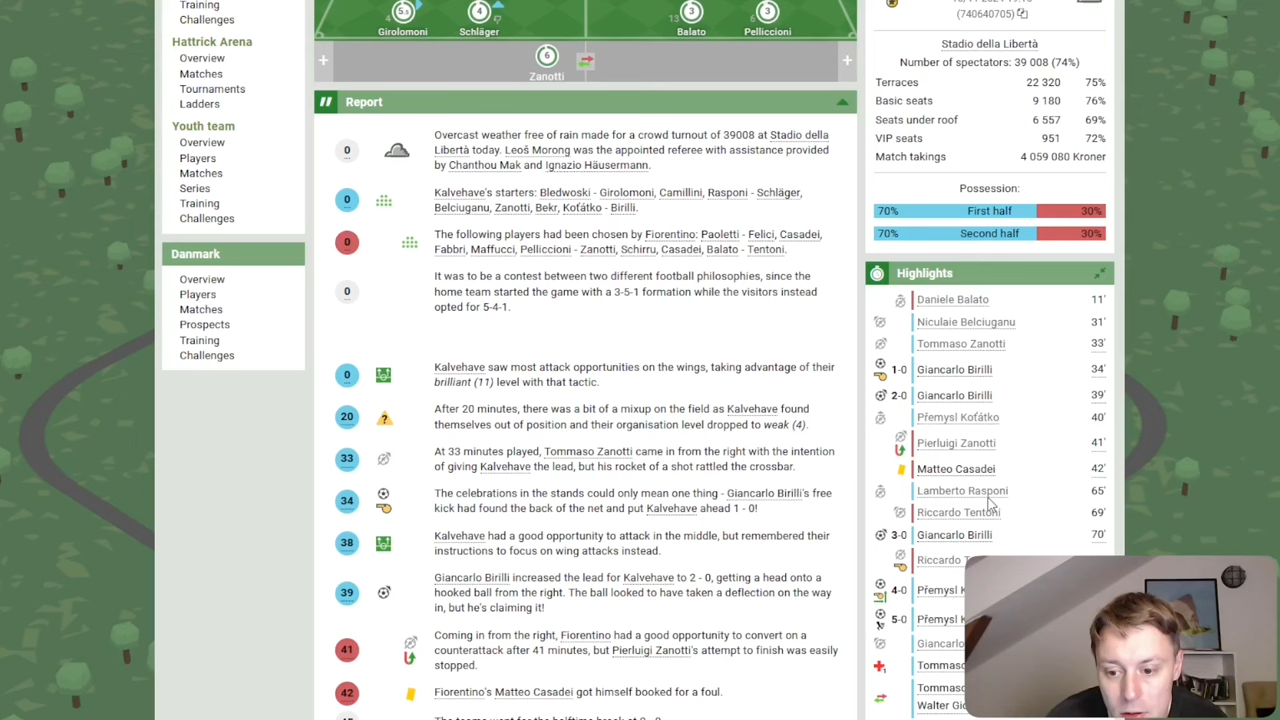 Training
Challenges
Hattrick Arena
Overview
Matches
Tournaments
Ladders
Youth team
Overview
Players
Matches
Series
Training
Challenges
Danmark
Overview
Players
Matches
Prospects
Training
Challenges
4 5.1 4 13 3 6 3
Girolomoni Schläger Balato Pelliccioni
+ 6 +
Zanotti
Report
0 Overcast weather free of rain made for a crowd turnout of 39008 at Stadio della
Libertà today. Leoš Morong was the appointed referee with assistance provided
by Chanthou Mak and Ignazio Häusermann.
0 Kalvehave's starters: Bledwoski - Girolomoni, Camillini, Rasponi - Schläger,
Belciuganu, Zanotti, Bekr, Koťátko - Birilli.
0 The following players had been chosen by Fiorentino: Paoletti - Felici, Casadei,
Fabbri, Maffucci, Pelliccioni - Zanotti, Schirru, Casadei, Balato - Tentoni.
0 It was to be a contest between two different football philosophies, since the
home team started the game with a 3-5-1 formation while the visitors instead
opted for 5-4-1.
0 Kalvehave saw most attack opportunities on the wings, taking advantage of their
brilliant (11) level with that tactic.
20 ? After 20 minutes, there was a bit of a mixup on the field as Kalvehave found
themselves out of position and their organisation level dropped to weak (4).
33 At 33 minutes played, Tommaso Zanotti came in from the right with the intention
of giving Kalvehave the lead, but his rocket of a shot rattled the crossbar.
34 The celebrations in the stands could only mean one thing - Giancarlo Birilli's free
kick had found the back of the net and put Kalvehave ahead 1 - 0!
38 Kalvehave had a good opportunity to attack in the middle, but remembered their
instructions to focus on wing attacks instead.
39 Giancarlo Birilli increased the lead for Kalvehave to 2 - 0, getting a head onto a
hooked ball from the right. The ball looked to have taken a deflection on the way
in, but he's claiming it!
41 Coming in from the right, Fiorentino had a good opportunity to convert on a
counterattack after 41 minutes, but Pierluigi Zanotti's attempt to finish was easily
stopped.
42 Fiorentino's Matteo Casadei got himself booked for a foul.
(740640705)
Stadio della Libertà
Number of spectators: 39 008 (74%)
Terraces 22 320 75%
Basic seats 9 180 76%
Seats under roof 6 557 69%
VIP seats 951 72%
Match takings 4 059 080 Kroner
Possession:
70% First half 30%
70% Second half 30%
Highlights
Daniele Balato 11'
Niculaie Belciuganu 31'
Tommaso Zanotti 33'
1-0 Giancarlo Birilli 34'
2-0 Giancarlo Birilli 39'
Přemysl Koťátko 40'
Pierluigi Zanotti 41'
Matteo Casadei 42'
Lamberto Rasponi 65'
Riccardo Tentoni 69'
3-0 Giancarlo Birilli 70'
Riccardo T
4-0 Přemysl K
5-0 Přemysl K
Giancarlo
Tommaso
Tommaso
Walter Gio